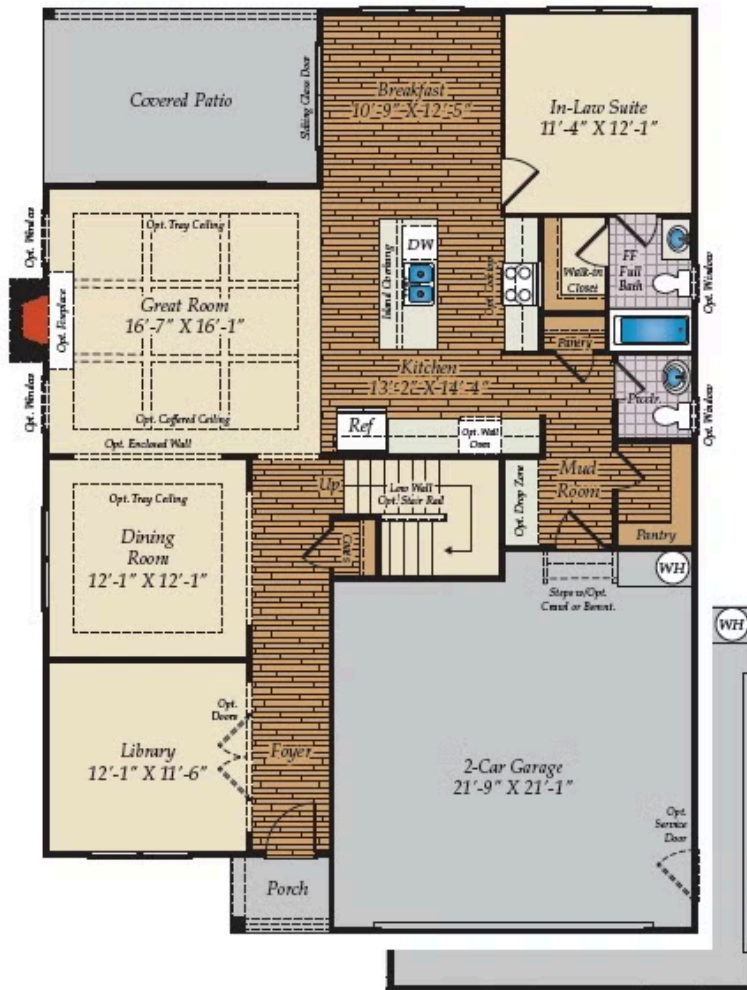 Covered Patio
Sliding Glass Door
Breakfast
10'-9" X 12'-5"
In-Law Suite
11'-4" X 12'-1"
Opt. Window
Opt. Tray Ceiling
Island Overhang
DW
Opt. Cooktop
Walk-in
Closet
FF
Full
Bath
Opt. Window
Opt. Fireplace
Great Room
16'-7" X 16'-1"
Pantry
Kitchen
13'-2" X 14'-4"
Opt. Window
Opt. Coffered Ceiling
Ref
Opt. Wall
Oven
Pwdr.
Opt. Window
Opt. Enclosed Wall
Up
Low Wall
Opt. Stair Rail
Opt. Drop Zone
Mud
Room
Pantry
Opt. Tray Ceiling
Dining
Room
12'-1" X 12'-1"
Coats
WH
Steps w/Opt.
Crawl or Bsmnt.
WH
Opt.
Doors
Library
12'-1" X 11'-6"
Foyer
2-Car Garage
21'-9" X 21'-1"
Opt.
Service
Door
Porch